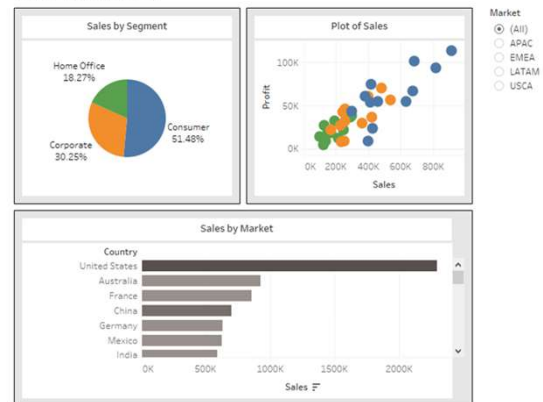 Sales by Segment
Home Office
18.27%
Consumer
51.48%
Corporate
30.25%
Plot of Sales
Profit
100K
50K
0K
0K 200K 400K 600K 800K
Sales
Market
(All)
APAC
EMEA
LATAM
USCA
Sales by Market
Country
United States
Australia
France
China
Germany
Mexico
India
0K 500K 1000K 1500K 2000K
Sales